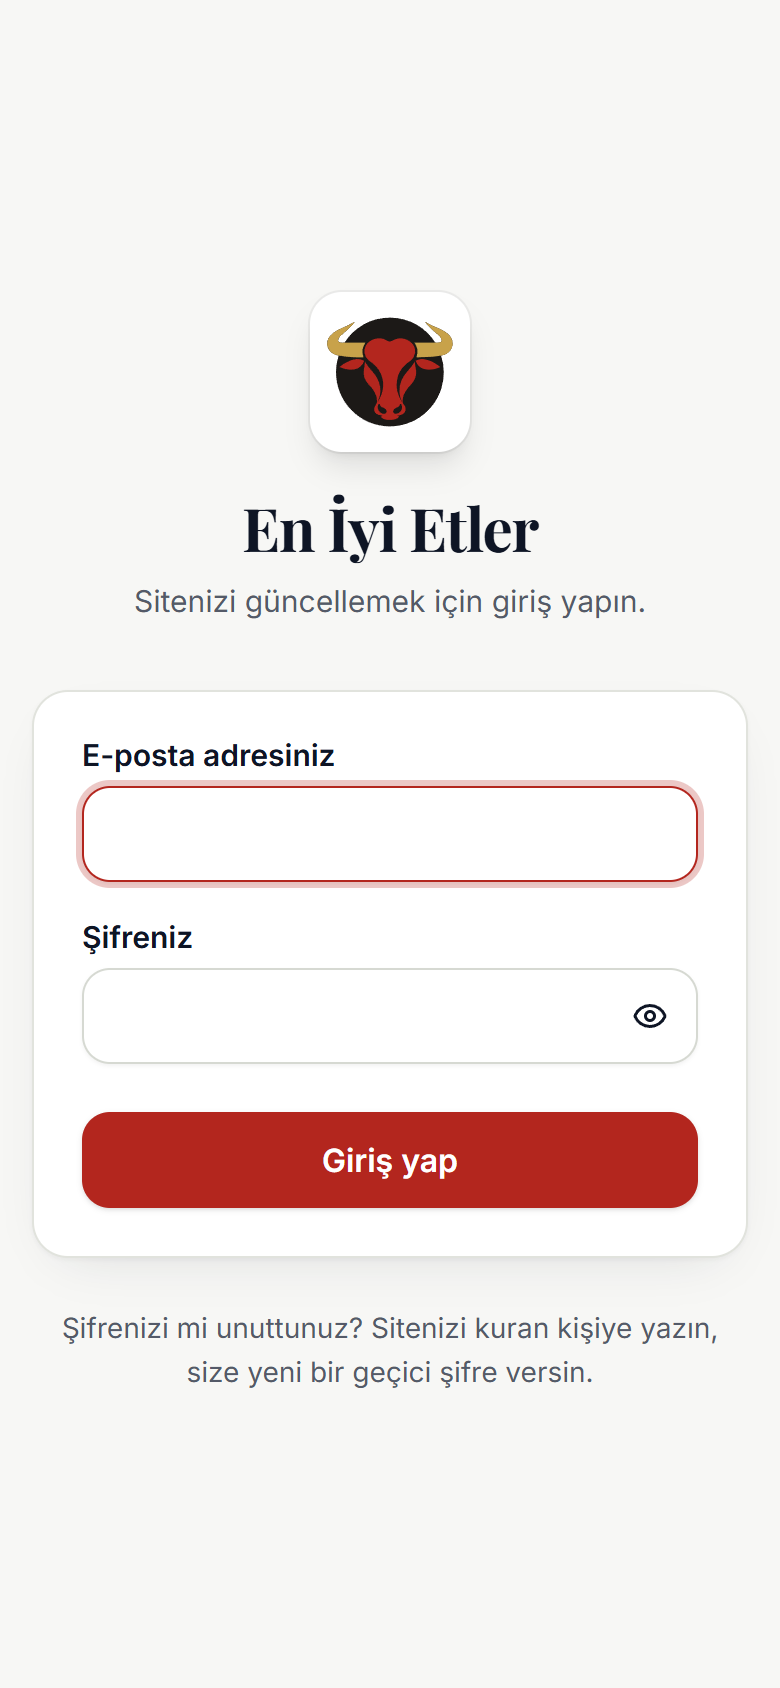 En İyi Etler
Sitenizi güncellemek için giriş yapın.
E-posta adresiniz
Şifreniz
Giriş yap
Şifrenizi mi unuttunuz? Sitenizi kuran kişiye yazın,
size yeni bir geçici şifre versin.